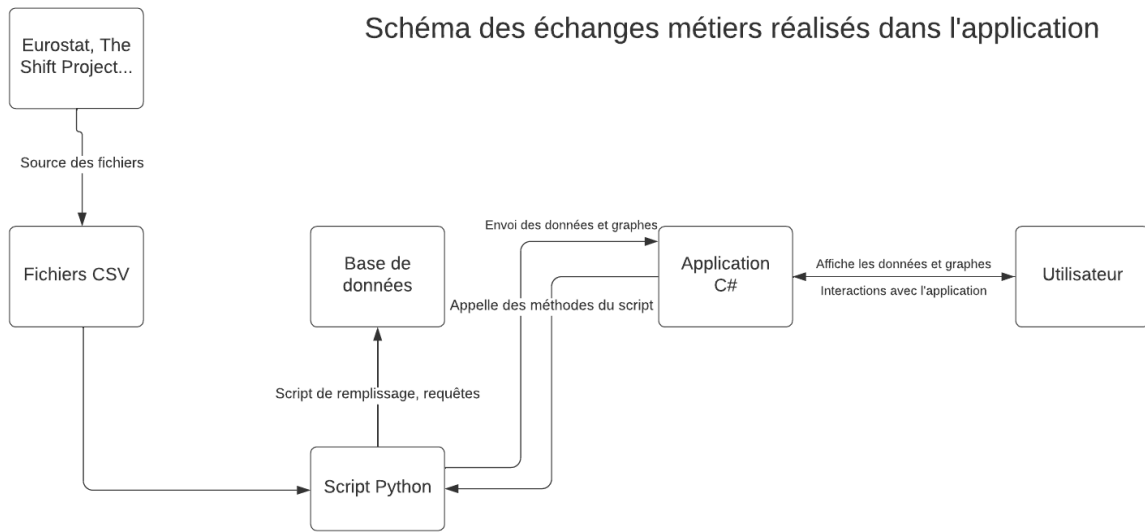 Schéma des échanges métiers réalisés dans l'application
Eurostat, The
Shift Project...
Source des fichiers
Fichiers CSV
Base de
données
Envoi des données et graphes
Appelle des méthodes du script
Application
C#
Affiche les données et graphes
Interactions avec l'application
Utilisateur
Script de remplissage, requêtes
Script Python